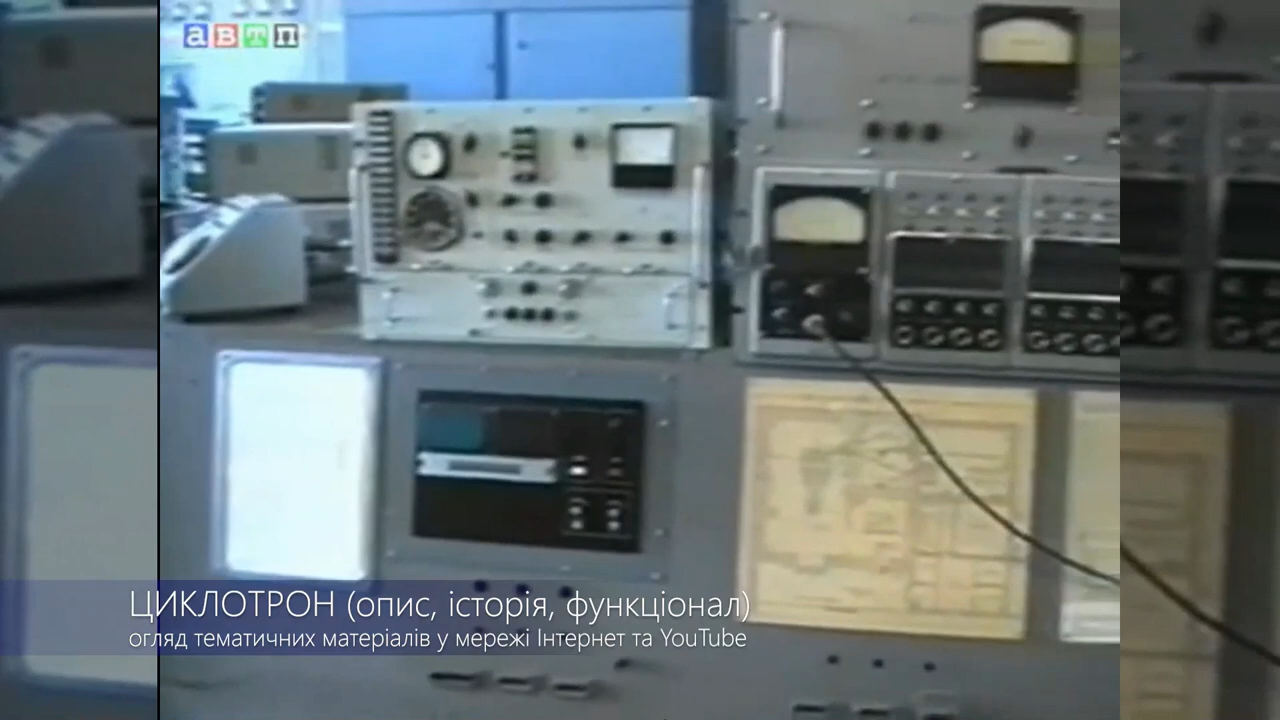 автп
ЦИКЛОТРОН (опис, історія, функціонал)
огляд тематичних матеріалів у мережі Інтернет та YouTube